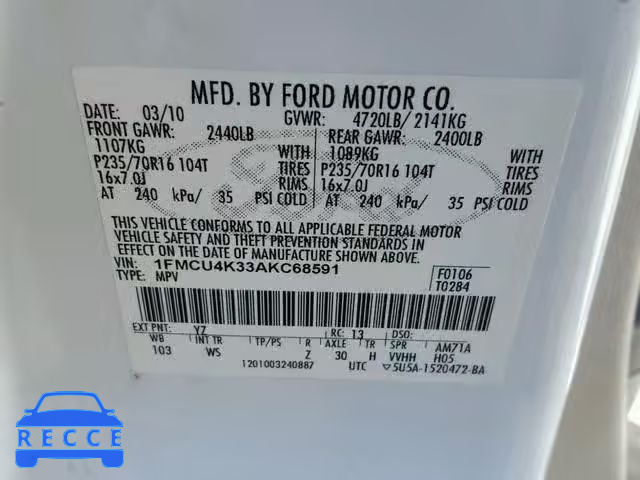 MFD. BY FORD MOTOR CO.
DATE: 03/10 GVWR: 4720LB/ 2141KG
FRONT GAWR: 2440LB REAR GAWR: 2400LB
1107KG WITH 1089KG WITH
P235/70R16 104T TIRES P235/70R16 104T TIRES
16x7.0J RIMS 16x7.0J RIMS
AT 240 kPa/ 35 PSI COLD AT 240 kPa/ 35 PSI COLD
THIS VEHICLE CONFORMS TO ALL APPLICABLE FEDERAL MOTOR
VEHICLE SAFETY AND THEFT PREVENTION STANDARDS IN
EFFECT ON THE DATE OF MANUFACTURE SHOWN ABOVE.
VIN: 1FMCU4K33AKC68591
TYPE: MPV
F0106
T0284
EXT PNT: YZ RC: 13 DSO:
WB INT TR TP/PS R AXLE TR SPR AM71A
103 WS Z 30 H VVHH H05
1201003240887 UTC ▽5U5A-1520472-BA
Ford
RECCE